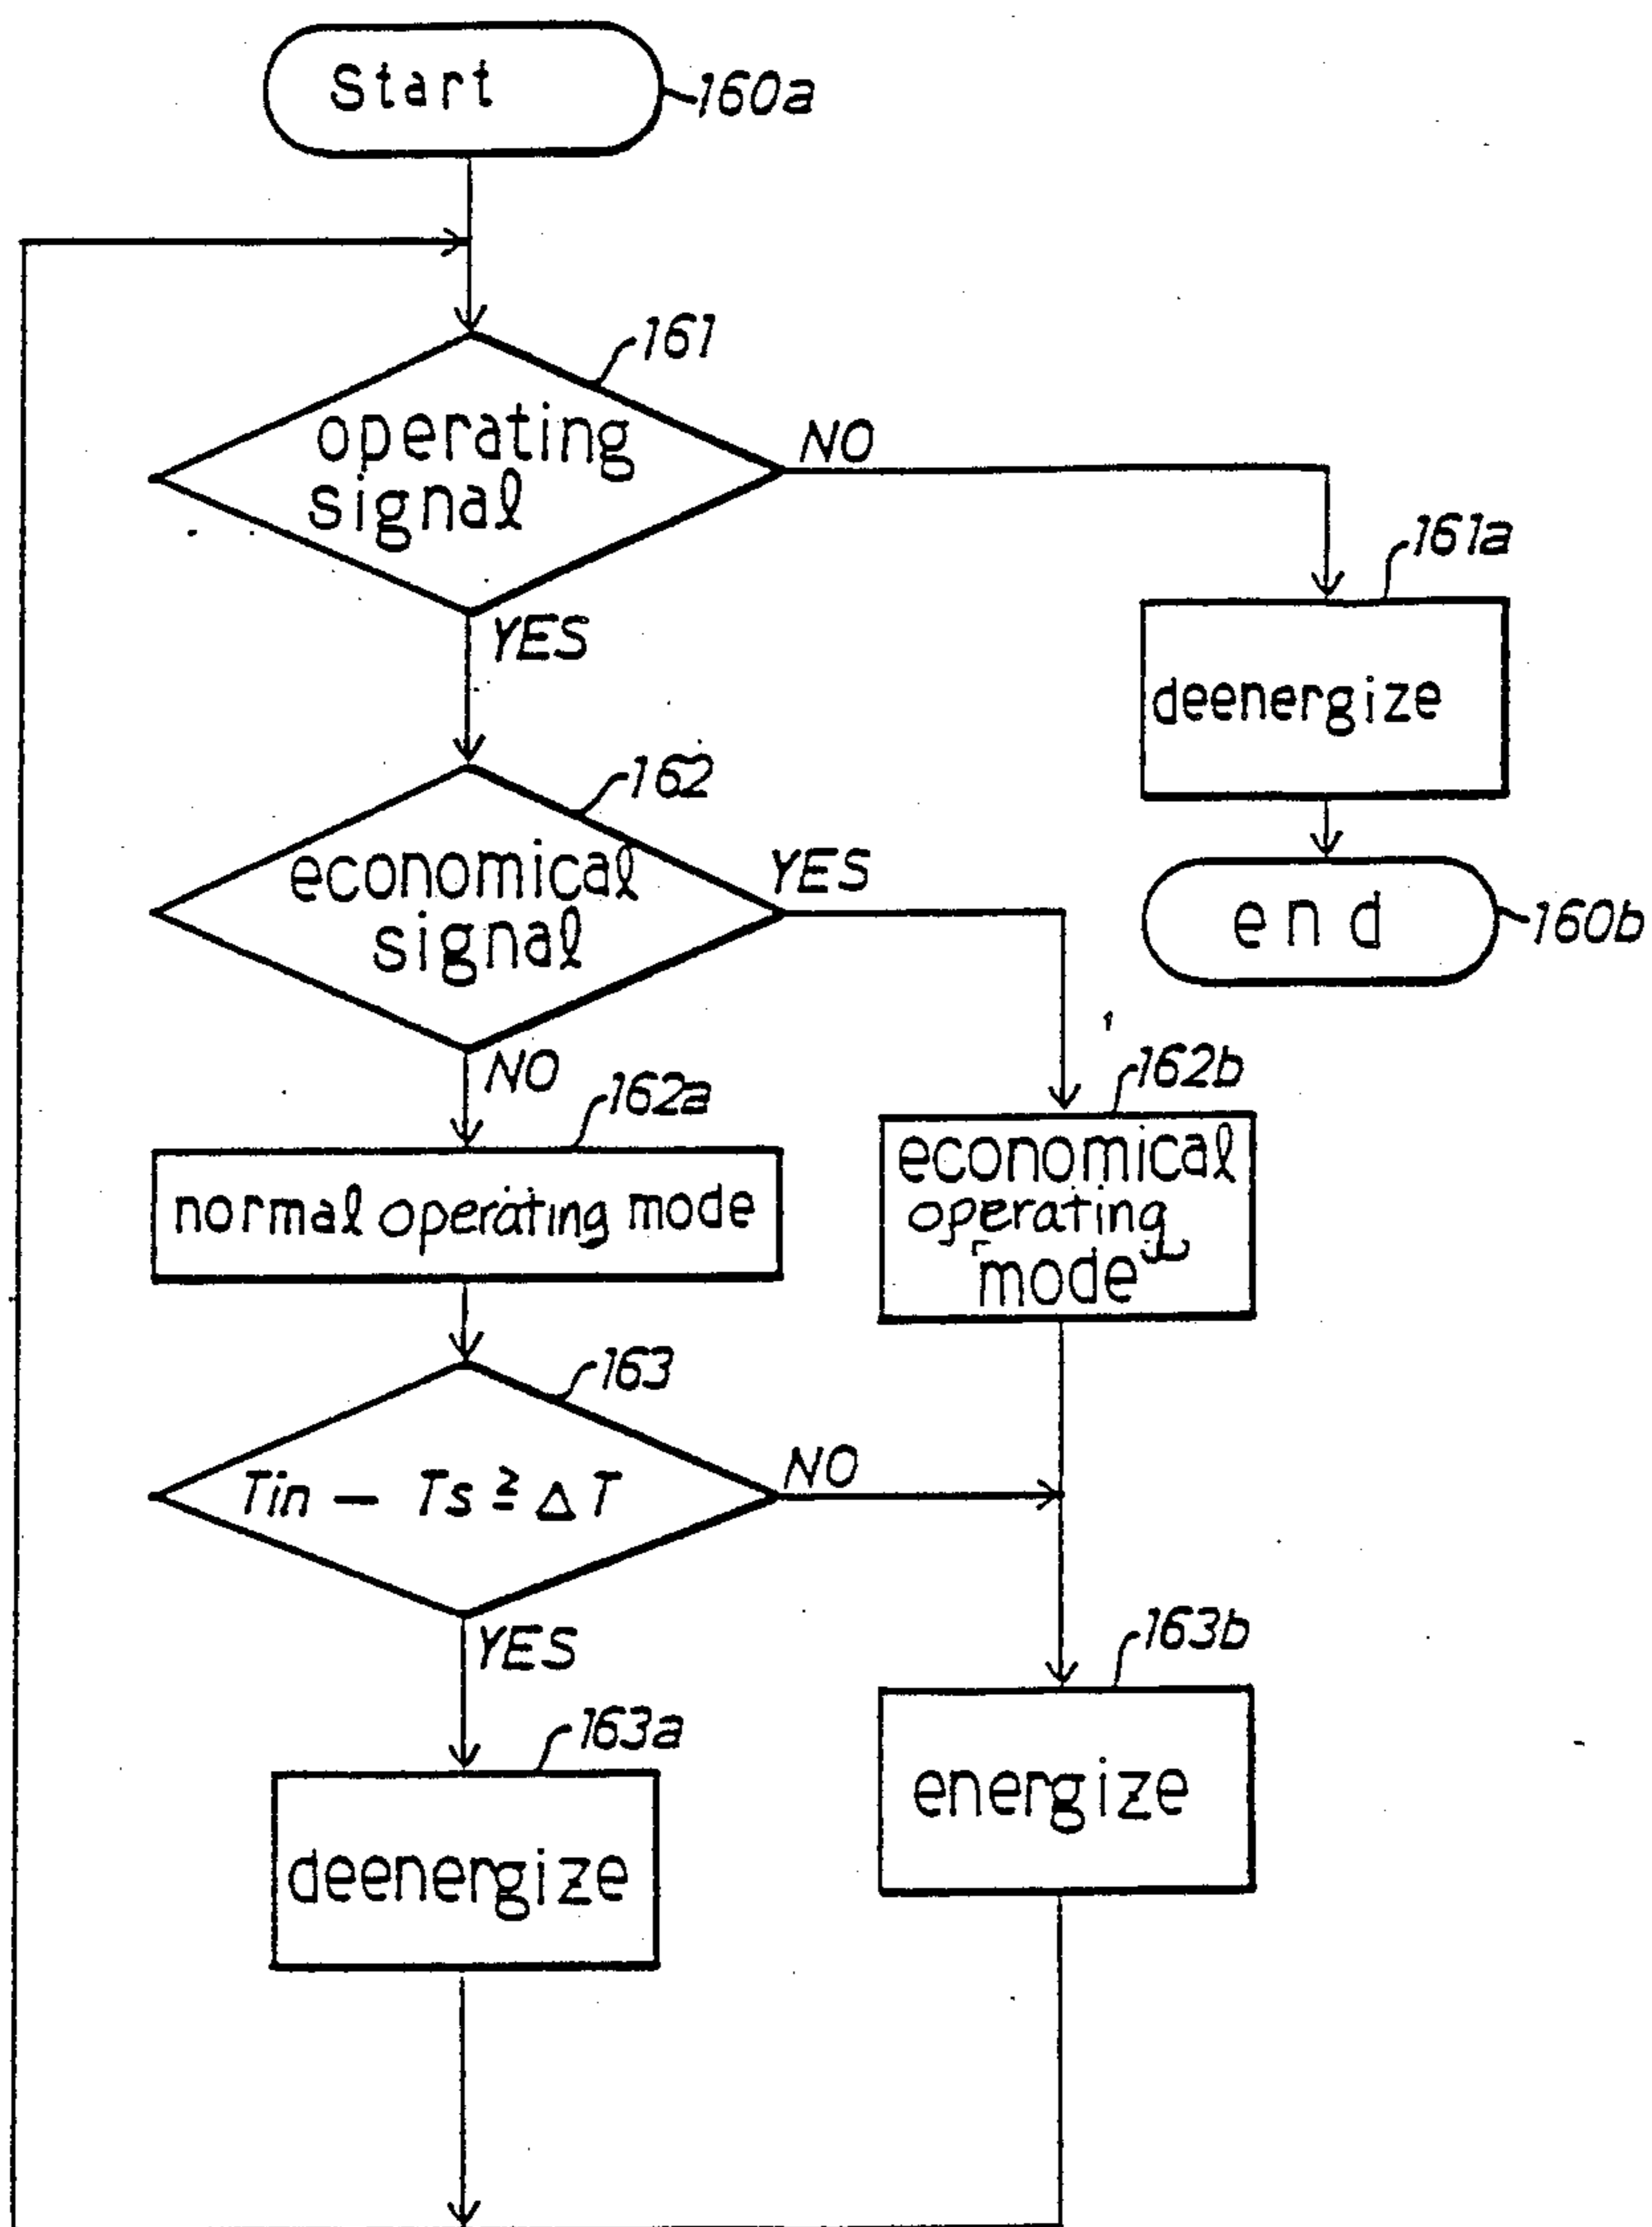 Start
160a
161
operating
signal
NO
YES
161a
deenergize
end
160b
162
economical
signal
YES
NO
162a
normal operating mode
162b
economical
operating
mode
163
Tin — Ts ≧ Δ T
NO
YES
163a
deenergize
163b
energize